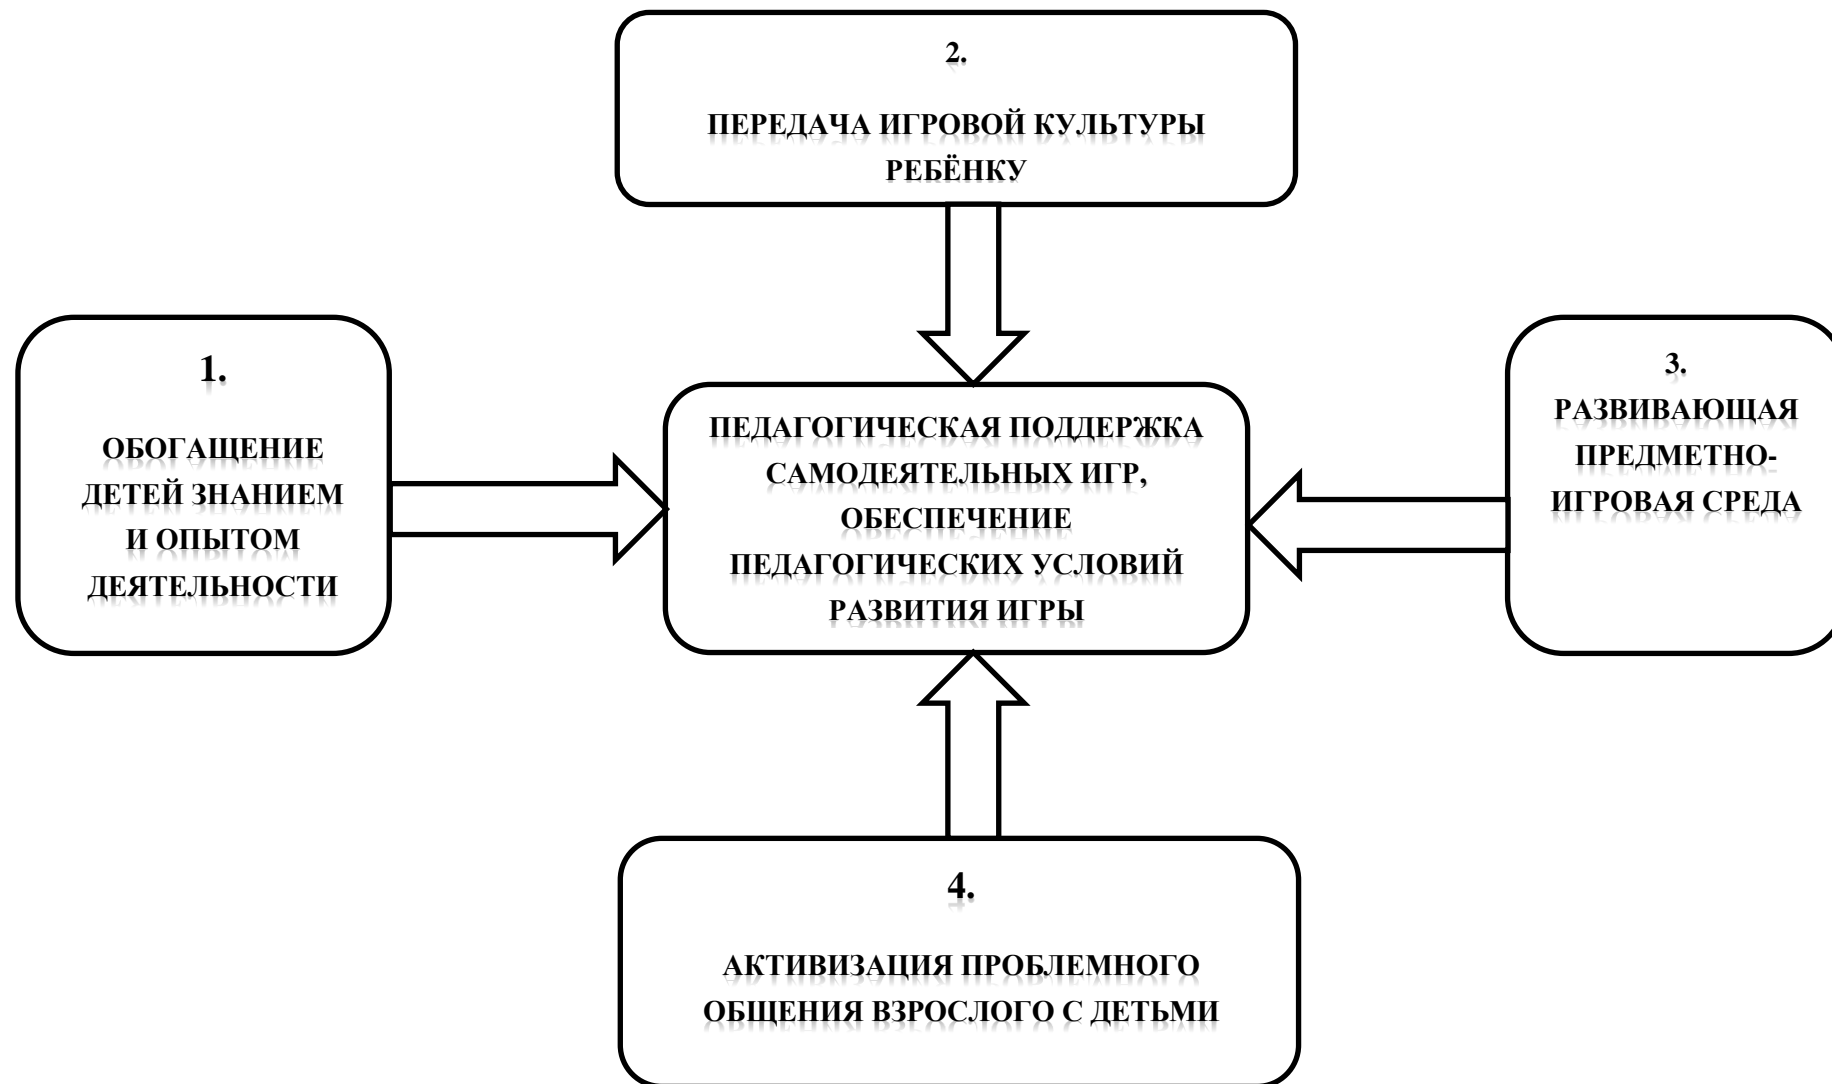 2.
ПЕРЕДАЧА ИГРОВОЙ КУЛЬТУРЫ
РЕБЁНКУ
1.
ОБОГАЩЕНИЕ
ДЕТЕЙ ЗНАНИЕМ
И ОПЫТОМ
ДЕЯТЕЛЬНОСТИ
ПЕДАГОГИЧЕСКАЯ ПОДДЕРЖКА
САМОДЕЯТЕЛЬНЫХ ИГР,
ОБЕСПЕЧЕНИЕ
ПЕДАГОГИЧЕСКИХ УСЛОВИЙ
РАЗВИТИЯ ИГРЫ
3.
РАЗВИВАЮЩАЯ
ПРЕДМЕТНО-
ИГРОВАЯ СРЕДА
4.
АКТИВИЗАЦИЯ ПРОБЛЕМНОГО
ОБЩЕНИЯ ВЗРОСЛОГО С ДЕТЬМИ